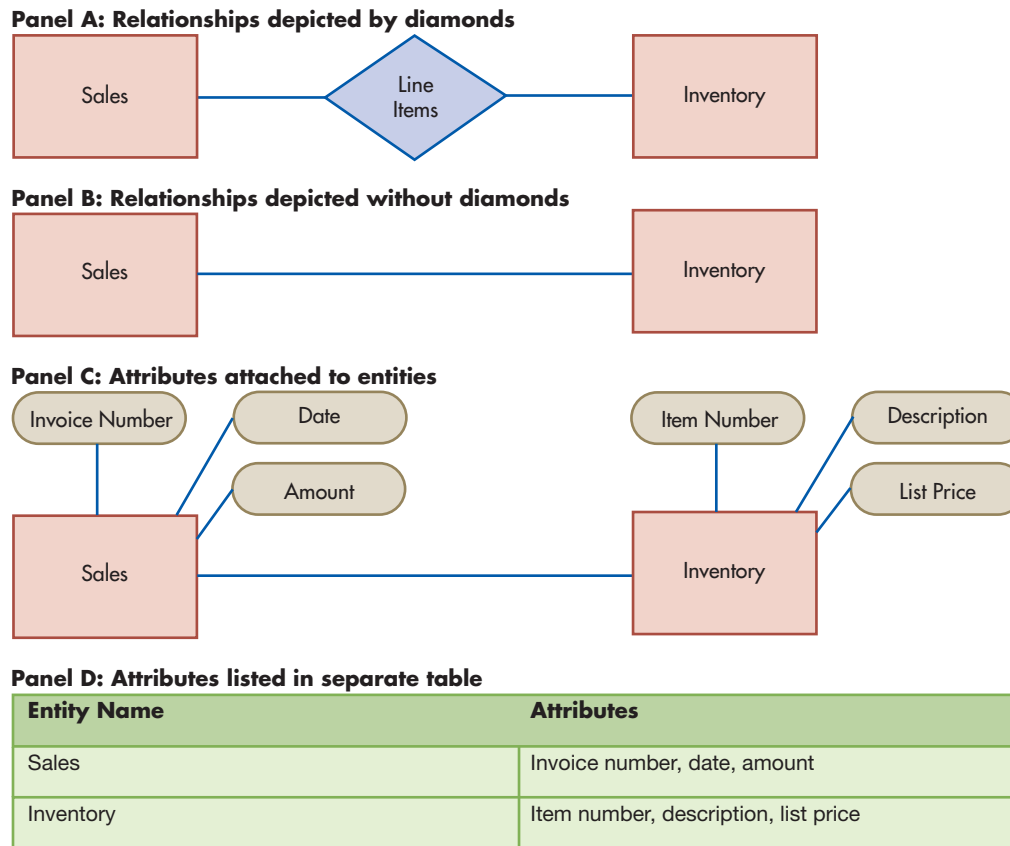 Panel A: Relationships depicted by diamonds
Sales
Line
Items
Inventory
Panel B: Relationships depicted without diamonds
Sales
Inventory
Panel C: Attributes attached to entities
Invoice Number
Date
Item Number
Description
Amount
List Price
Sales
Inventory
Panel D: Attributes listed in separate table
Entity Name
Attributes
Sales
Invoice number, date, amount
Inventory
Item number, description, list price